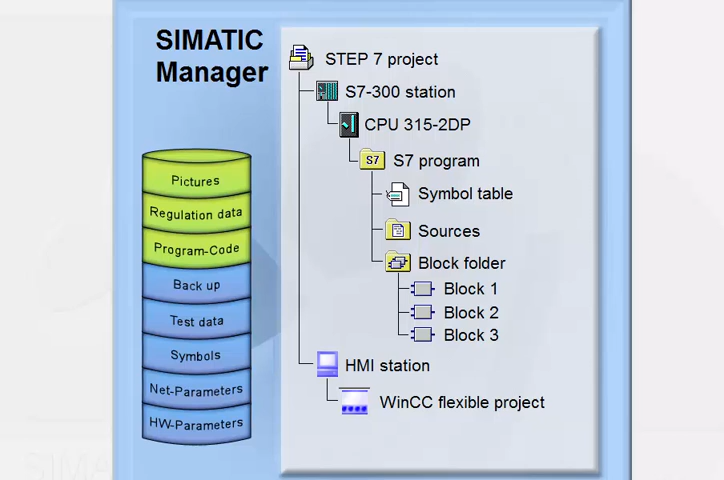 SIMATIC
Manager
Pictures
Regulation data
Program-Code
Back up
Test data
Symbols
Net-Parameters
HW-Parameters
STEP 7 project
S7-300 station
CPU 315-2DP
S7 S7 program
Symbol table
Sources
Block folder
Block 1
Block 2
Block 3
HMI station
WinCC flexible project
SIMA